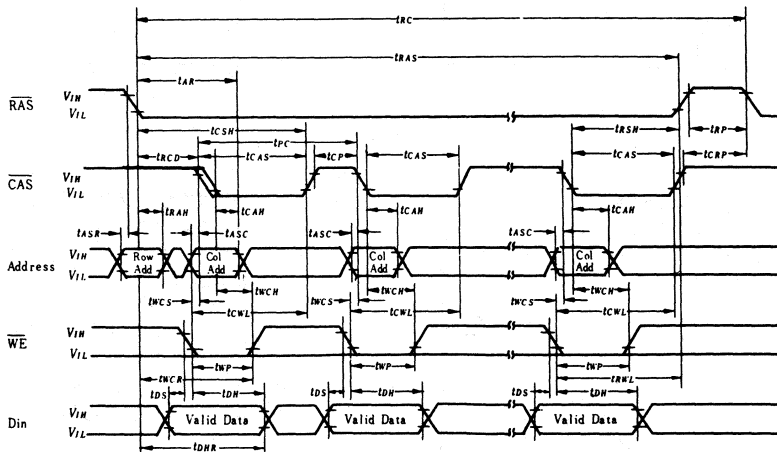 tRC
tRAS
tAR
RAS VIH
VIL
tCSH
tPC
tRSH
tRP
tRCD tCAS tCP tCAS tCAS tCRP
CAS VIH
VIL
tRAH tCAH tCAH tCAH
tASR tASC tASC tASC
Address VIH
VIL
Row Add
Col Add
Col Add
Col Add
tWCH tWCH tWCH
tWCS tWCS tWCS
tCWL tCWL tCWL
WE VIH
VIL
tWP tWP tWP
tWCR tRWL
tDS tDH tDS tDH tDS tDH
Din VIH
VIL
Valid Data Valid Data Valid Data
tDHR